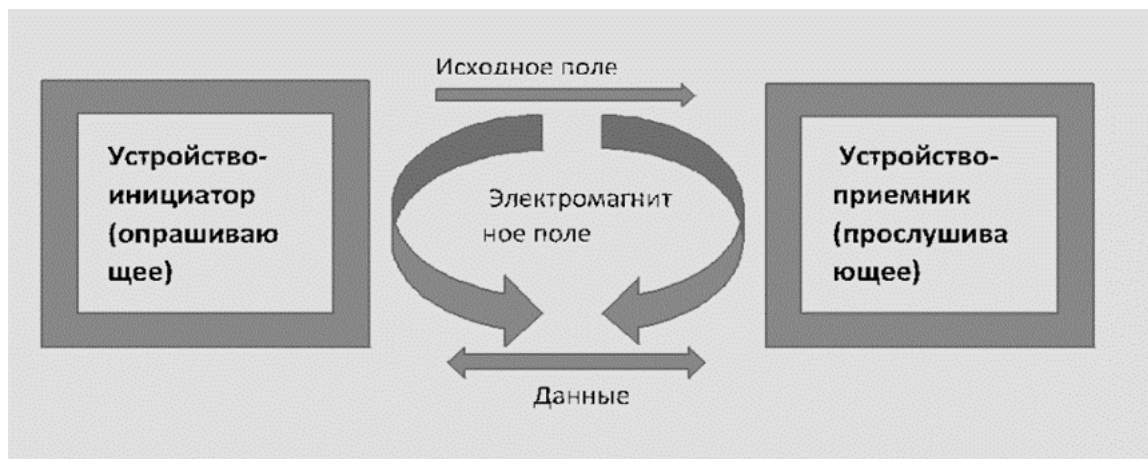 Исходное поле
Устройство-
инициатор
(опрашиваю
щее)
Электромагнит
ное поле
Устройство-
приемник
(прослушива
ющее)
Данные